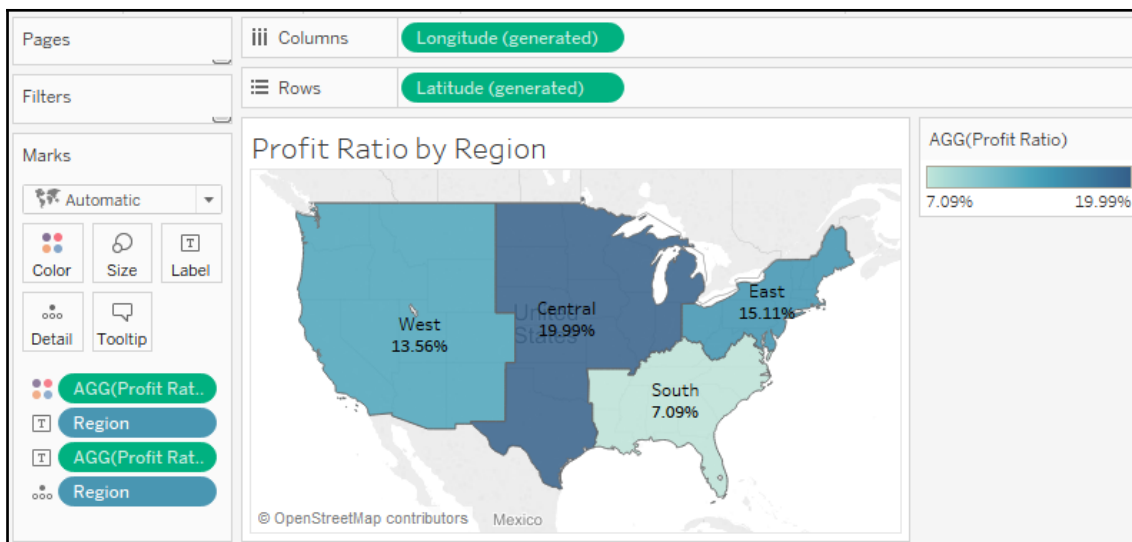 Pages
Columns
Longitude (generated)
Rows
Latitude (generated)
Filters
Marks
Automatic
Color
Size
T
Label
Detail
Tooltip
AGG(Profit Rat..
T
Region
T
AGG(Profit Rat..
Region
Profit Ratio by Region
West
13.56%
United
States
Central
19.99%
East
15.11%
South
7.09%
© OpenStreetMap contributors
Mexico
AGG(Profit Ratio)
7.09%
19.99%